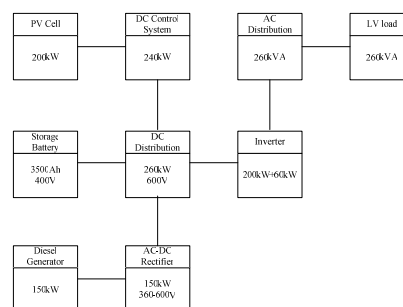 PV Cell
200kW
DC Control
System
240kW
AC
Distribution
260kVA
LV load
260kVA
Storage
Battery
3500Ah
400V
DC
Distribution
260kW
600V
Inverter
200kW+60kW
Diesel
Generator
150kW
AC-DC
Rectifier
150kW
360-600V